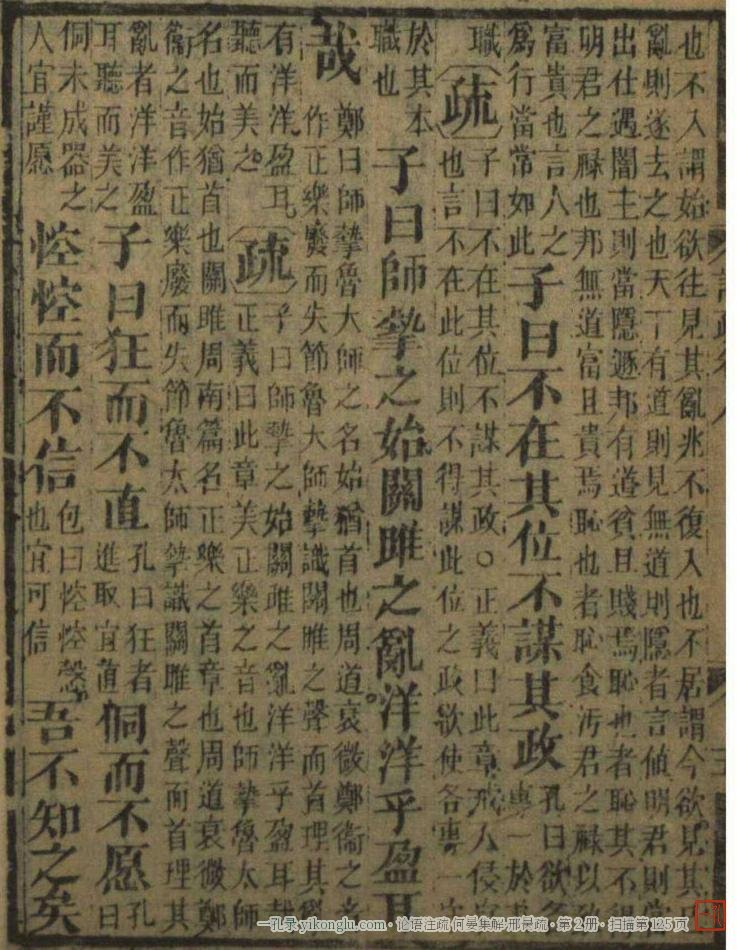 也不入謂始欲往見其亂兆不復入也不居謂今欲見其
亂則遂去之也天下有道則見無道則隱者言值明君則當
出仕遇闇主則當隱遯邦有道貧且賤焉恥也者恥其不得
明君之祿也邦無道富且貴焉恥也者恥食汚君之祿以
富貴也言人之
爲行當常如此
子曰不在其位不謀其政
孔曰欲各
專一於
於其本
職也
職
疏
子曰不在其位不謀其政○正義曰此章戒人侵
也言不在此位則不得謀此位之政欲使各專
子曰師摯之始關雎之亂洋洋乎盈耳
哉
鄭曰師摯魯大師之名始猶首也周道衰微鄭衞之音
作正樂廢而失節魯大師摯識關雎之聲而首理其亂
有洋洋盈耳
聽而美之
疏
子曰師摯之始關雎之亂洋洋乎盈耳哉
正義曰此章美正樂之音也師摯魯太師
名也始猶首也關雎周南篇名正樂之首章也周道衰微鄭
衞之音作正樂廢而失節魯太師摯識關雎之聲而首理其
亂者洋洋盈
耳聽而美之
子曰狂而不直
孔曰狂者
進取宜直
侗而不愿
孔
曰
侗未成器之
人宜謹愿
悾悾而不信
包曰悾悾慤
也宜可信
吾不知之矣
一孔录 yikonglu.com · 论语注疏 何晏集解 邢昺疏 · 第2册 · 扫描第125页